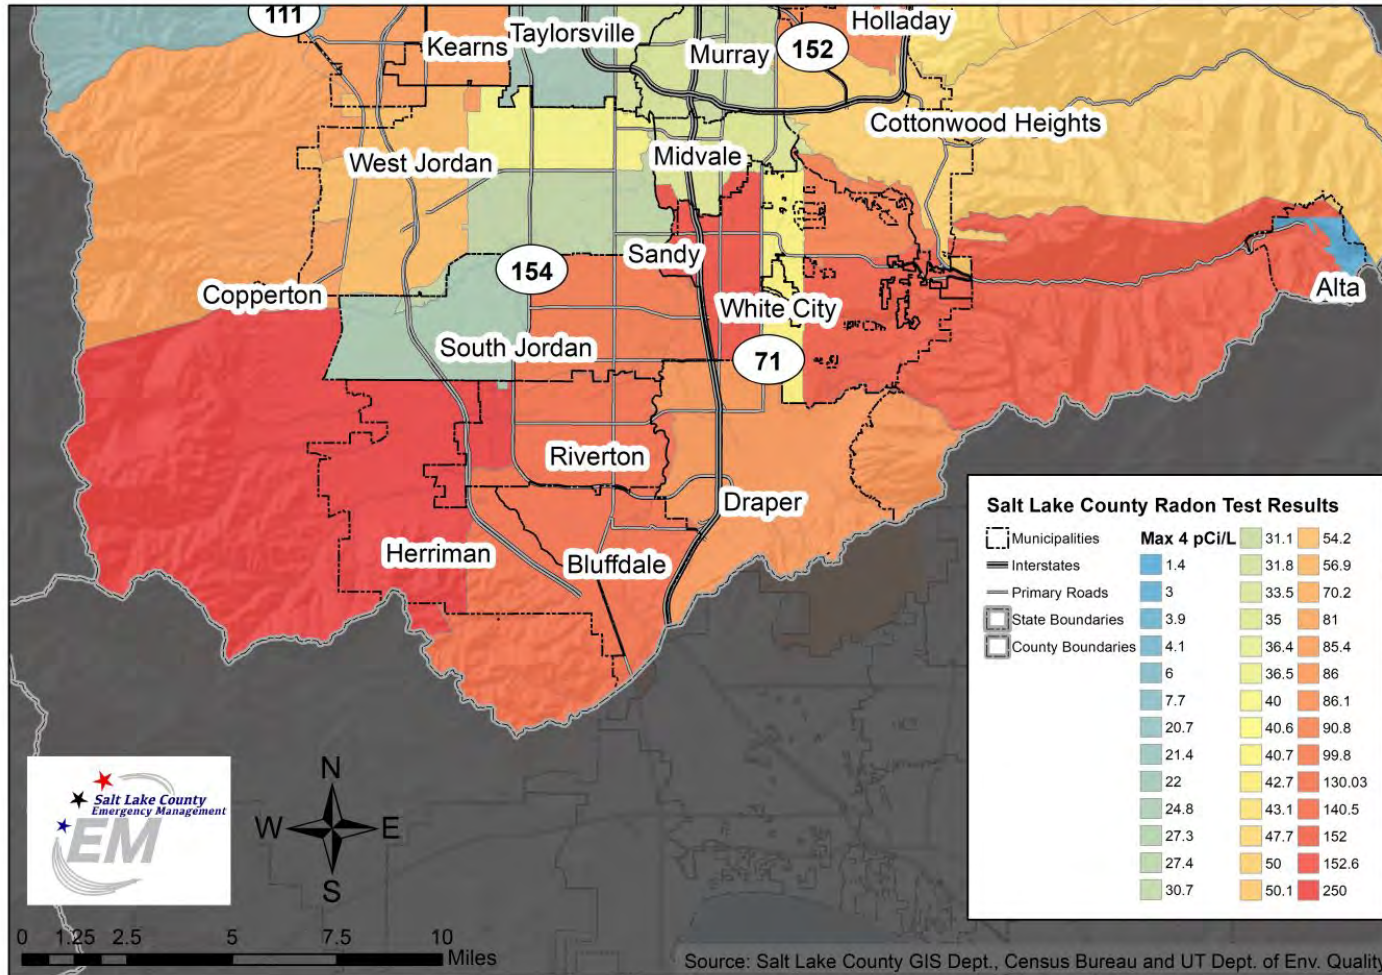 111
Taylorsville
Holladay
Kearns
Murray
152
Cottonwood Heights
West Jordan
Midvale
Sandy
154
Copperton
White City
Alta
South Jordan
71
Riverton
Draper
Herriman
Bluffdale
Salt Lake County Radon Test Results
Municipalities
Interstates
Primary Roads
State Boundaries
County Boundaries
Max 4 pCi/L
1.4
3
3.9
4.1
6
7.7
20.7
21.4
22
24.8
27.3
27.4
30.7
31.1
31.8
33.5
35
36.4
36.5
40
40.6
40.7
42.7
43.1
47.7
50
50.1
54.2
56.9
70.2
81
85.4
86
86.1
90.8
99.8
130.03
140.5
152
152.6
250
Salt Lake County
Emergency Management
EM
N
W E
S
0 1.25 2.5 5 7.5 10
Miles
Source: Salt Lake County GIS Dept., Census Bureau and UT Dept. of Env. Quality